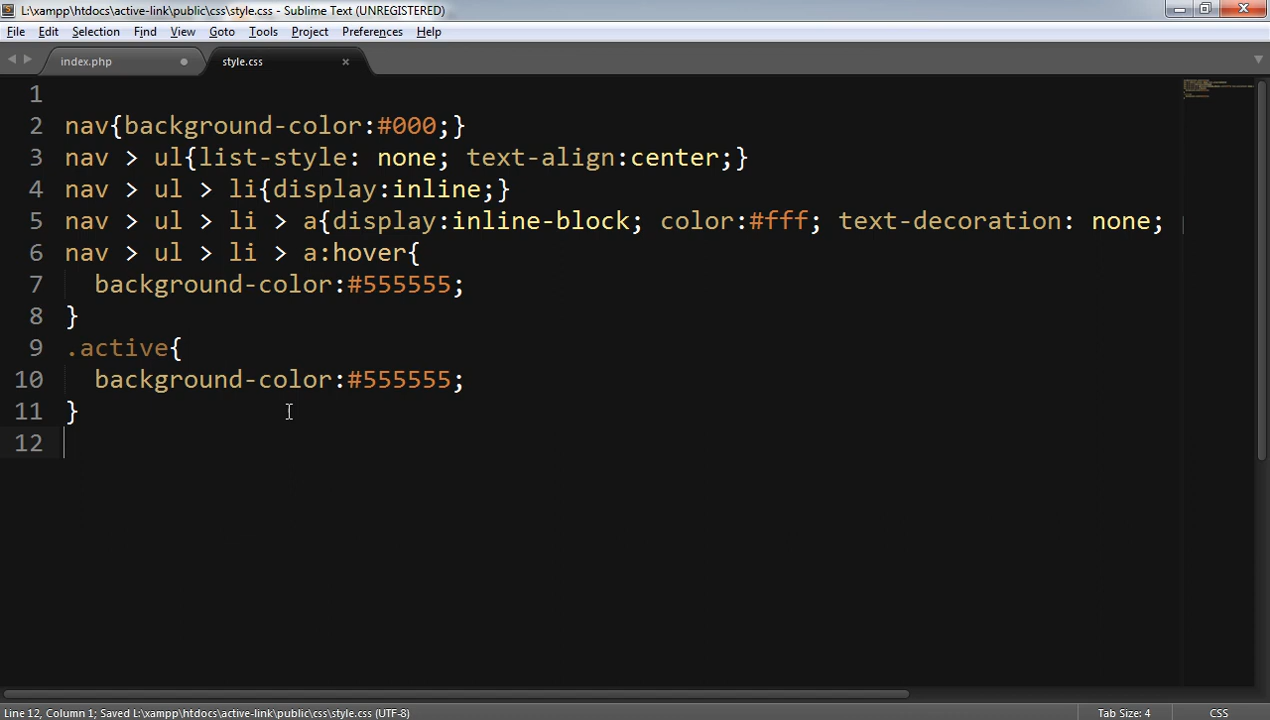 L:\xampp\htdocs\active-link\public\css\style.css - Sublime Text (UNREGISTERED)
File Edit Selection Find View Goto Tools Project Preferences Help
index.php style.css
1
2 nav{background-color:#000;}
3 nav > ul{list-style: none; text-align:center;}
4 nav > ul > li{display:inline;}
5 nav > ul > li > a{display:inline-block; color:#fff; text-decoration: none;
6 nav > ul > li > a:hover{
7 background-color:#555555;
8 }
9 .active{
10 background-color:#555555;
11 }
12
Line 12, Column 1; Saved L:\xampp\htdocs\active-link\public\css\style.css (UTF-8) Tab Size: 4 CSS